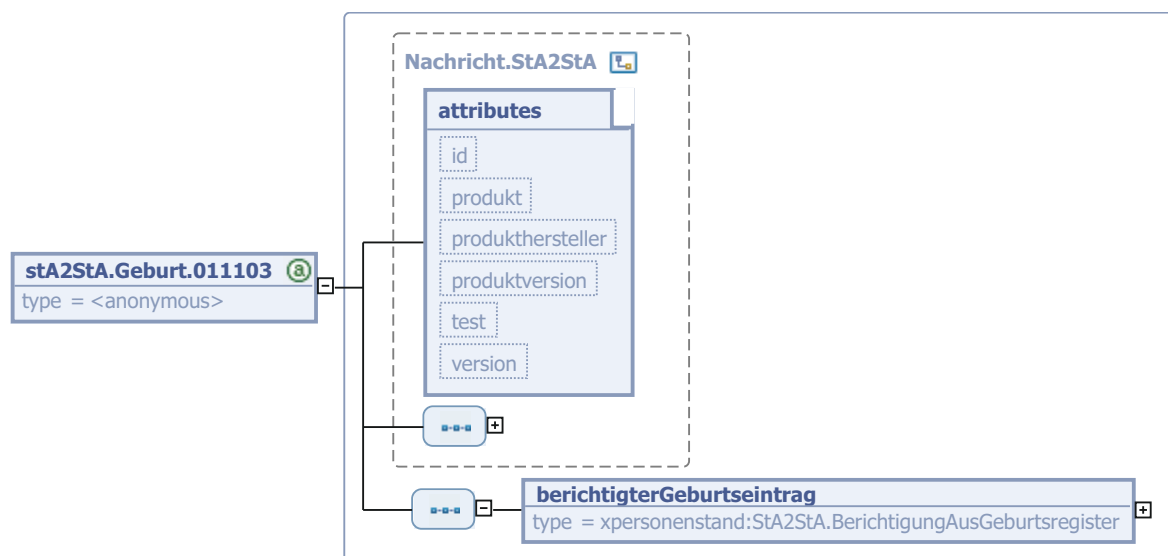 Nachricht.StA2StA
attributes
id
produkt
produkthersteller
produktversion
test
version
stA2StA.Geburt.011103 a
type = <anonymous>
berichtigterGeburtseintrag
type = xpersonenstand:StA2StA.BerichtigungAusGeburtsregister